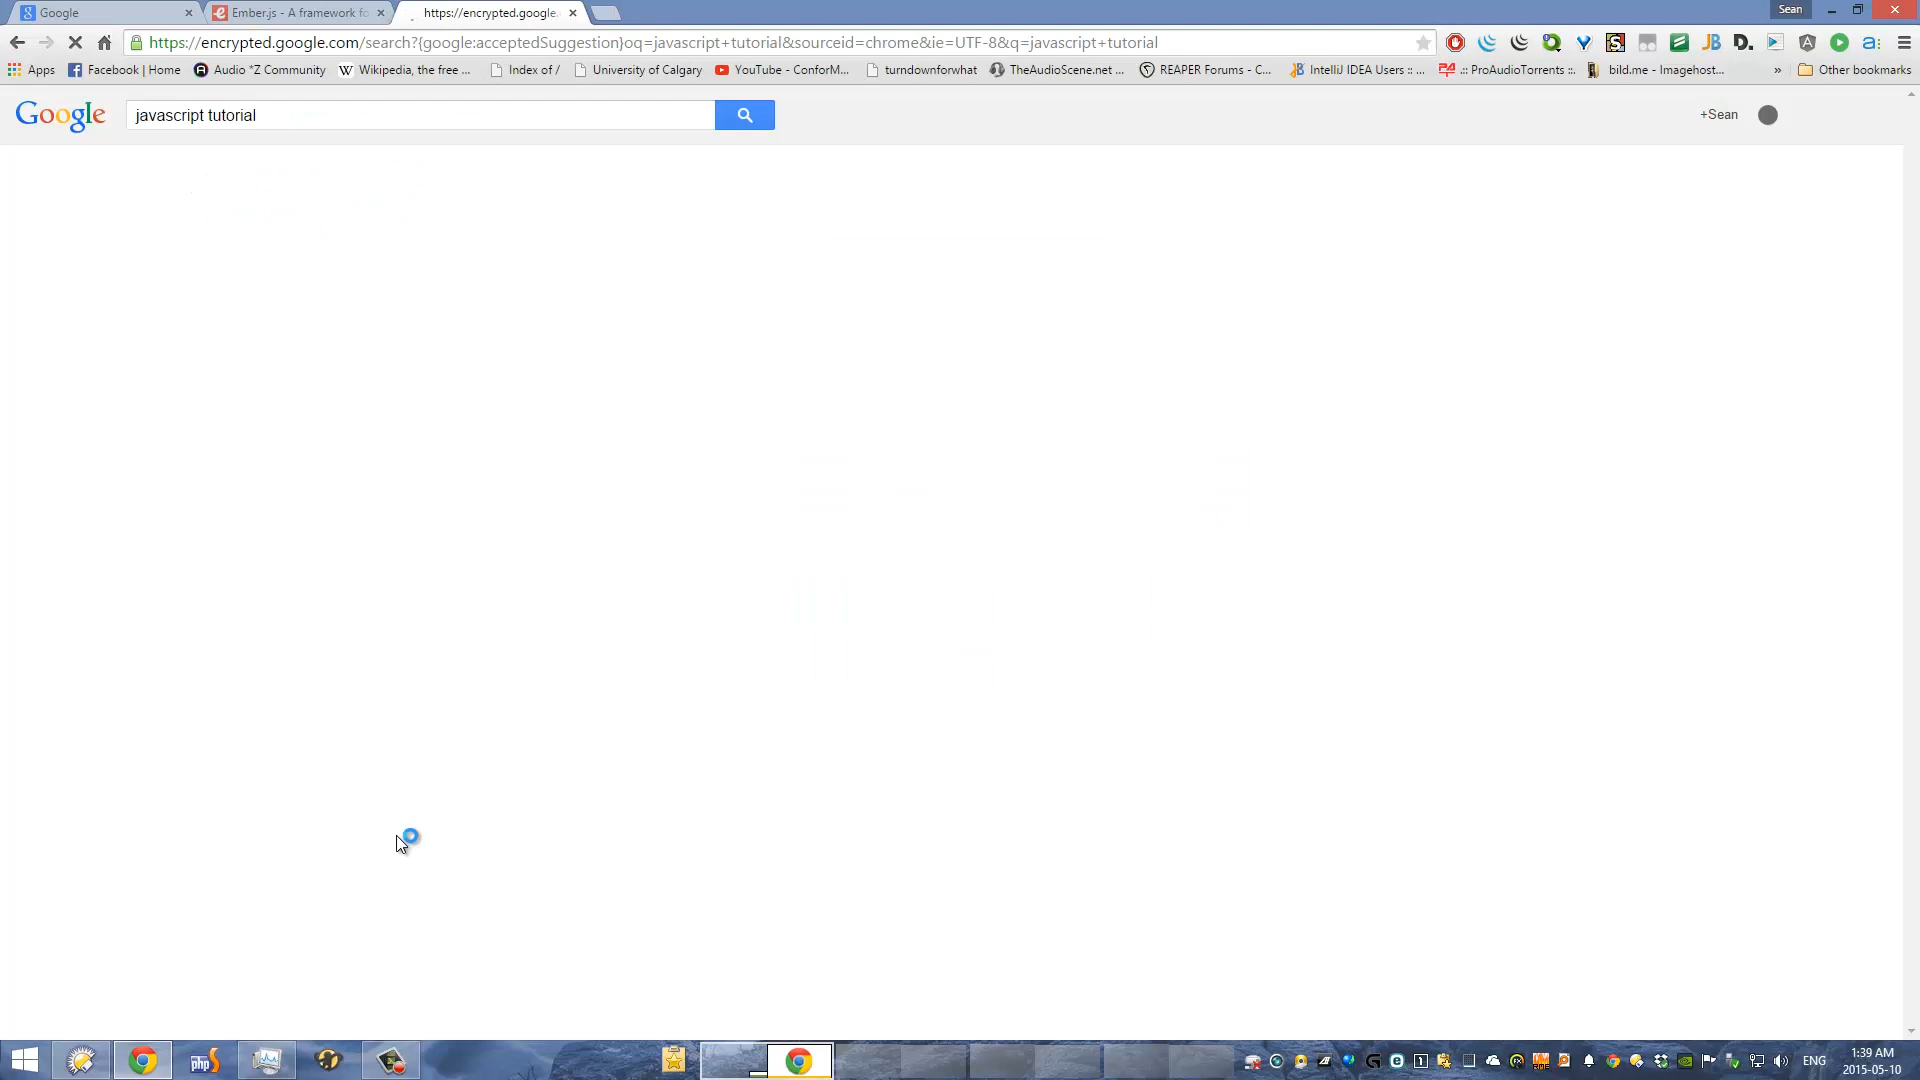 Google
Ember.js - A framework fo
https://encrypted.google.
Sean
https://encrypted.google.com/search?{google:acceptedSuggestion}oq=javascript+tutorial&sourceid=chrome&ie=UTF-8&q=javascript+tutorial
Apps
Facebook | Home
Audio *Z Community
Wikipedia, the free ...
Index of /
University of Calgary
YouTube - ConforM...
turndownforwhat
TheAudioScene.net ...
REAPER Forums - C...
IntelliJ IDEA Users :: ...
.:: ProAudioTorrents ::.
bild.me - Imagehost...
»
Other bookmarks
Google
javascript tutorial
+Sean
php
ENG
1:39 AM
2015-05-10